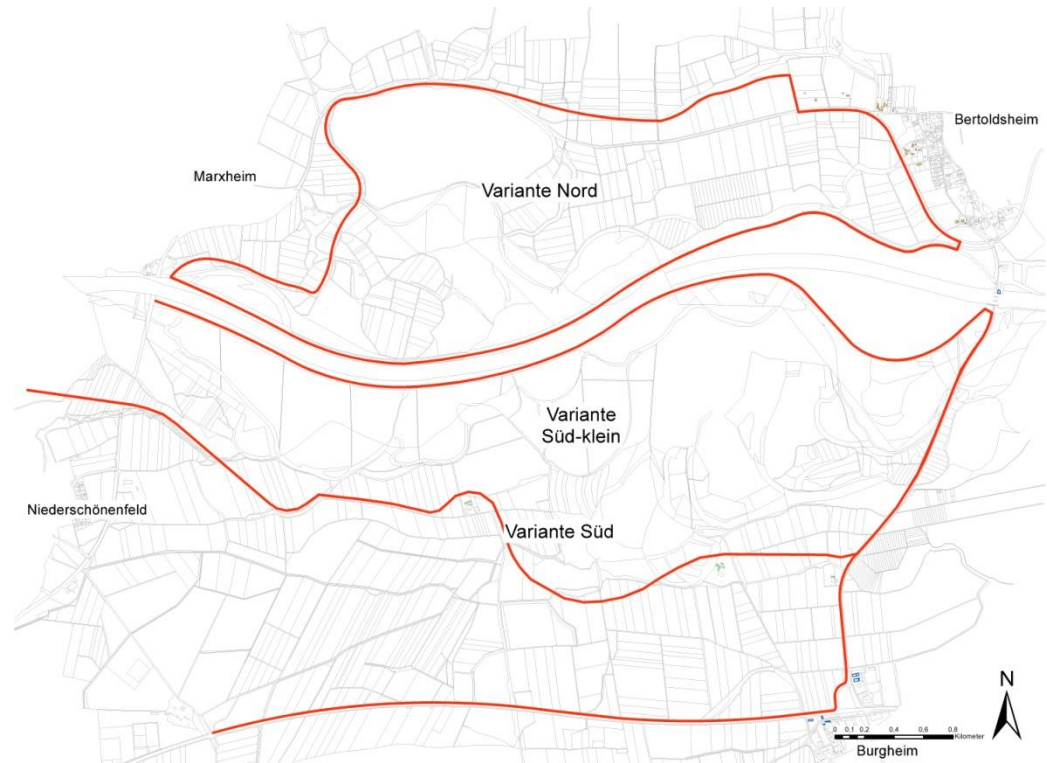 Bertoldsheim
Marxheim
Variante Nord
Variante
Süd-klein
Niederschönenfeld
Variante Süd
N
0 0,1 0,2 0,4 0,6 0,8
Kilometer
Burgheim